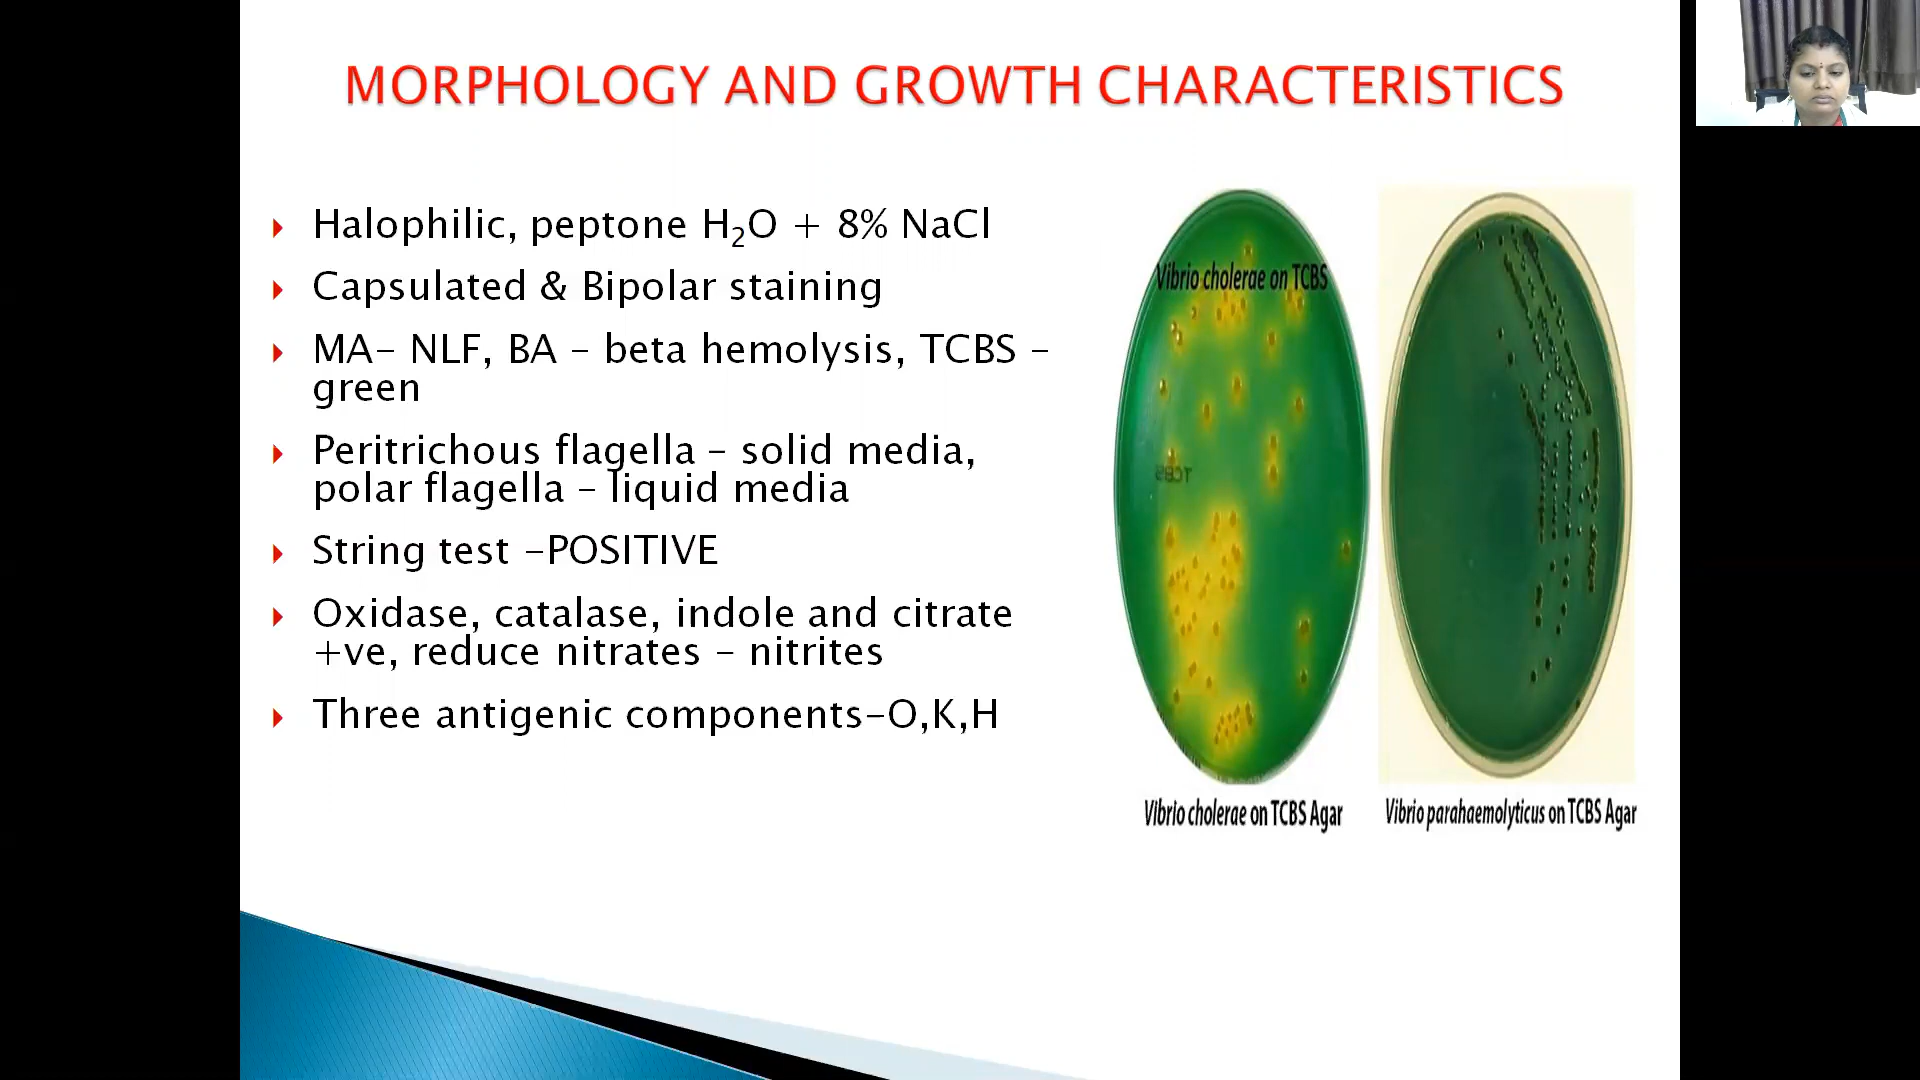 MORPHOLOGY AND GROWTH CHARACTERISTICS
Halophilic, peptone H₂O + 8% NaCl
Capsulated & Bipolar staining
MA- NLF, BA – beta hemolysis, TCBS –
green
Peritrichous flagella – solid media,
polar flagella – liquid media
String test -POSITIVE
Oxidase, catalase, indole and citrate
+ve, reduce nitrates – nitrites
Three antigenic components-O,K,H
Vibrio cholerae on TCBS
TCBS
Vibrio cholerae on TCBS Agar
Vibrio parahaemolyticus on TCBS Agar